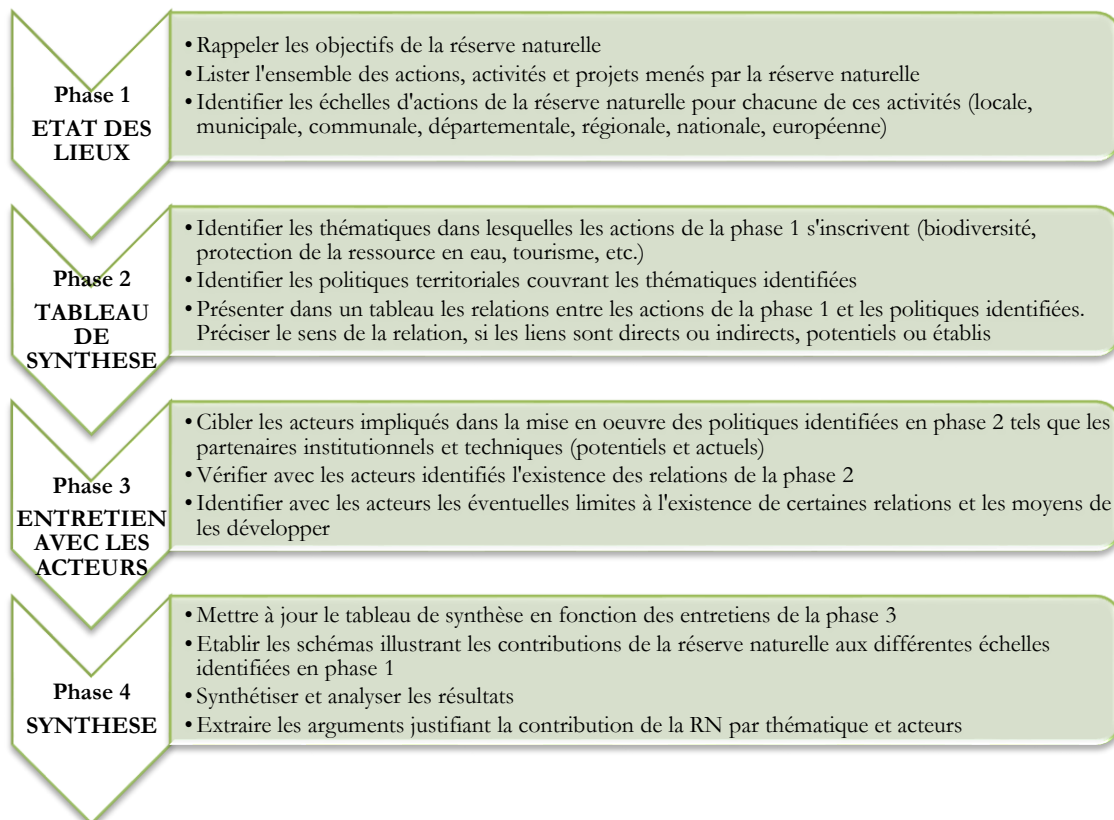 Phase 1
ETAT DES
LIEUX
• Rappeler les objectifs de la réserve naturelle
• Lister l'ensemble des actions, activités et projets menés par la réserve naturelle
• Identifier les échelles d'actions de la réserve naturelle pour chacune de ces activités (locale,
municipale, communale, départementale, régionale, nationale, européenne)
Phase 2
TABLEAU
DE
SYNTHESE
• Identifier les thématiques dans lesquelles les actions de la phase 1 s'inscrivent (biodiversité,
protection de la ressource en eau, tourisme, etc.)
• Identifier les politiques territoriales couvrant les thématiques identifiées
• Présenter dans un tableau les relations entre les actions de la phase 1 et les politiques identifiées.
Préciser le sens de la relation, si les liens sont directs ou indirects, potentiels ou établis
Phase 3
ENTRETIEN
AVEC LES
ACTEURS
• Cibler les acteurs impliqués dans la mise en oeuvre des politiques identifiées en phase 2 tels que les
partenaires institutionnels et techniques (potentiels et actuels)
• Vérifier avec les acteurs identifiés l'existence des relations de la phase 2
• Identifier avec les acteurs les éventuelles limites à l'existence de certaines relations et les moyens de
les développer
Phase 4
SYNTHESE
• Mettre à jour le tableau de synthèse en fonction des entretiens de la phase 3
• Etablir les schémas illustrant les contributions de la réserve naturelle aux différentes échelles
identifiées en phase 1
• Synthétiser et analyser les résultats
• Extraire les arguments justifiant la contribution de la RN par thématique et acteurs